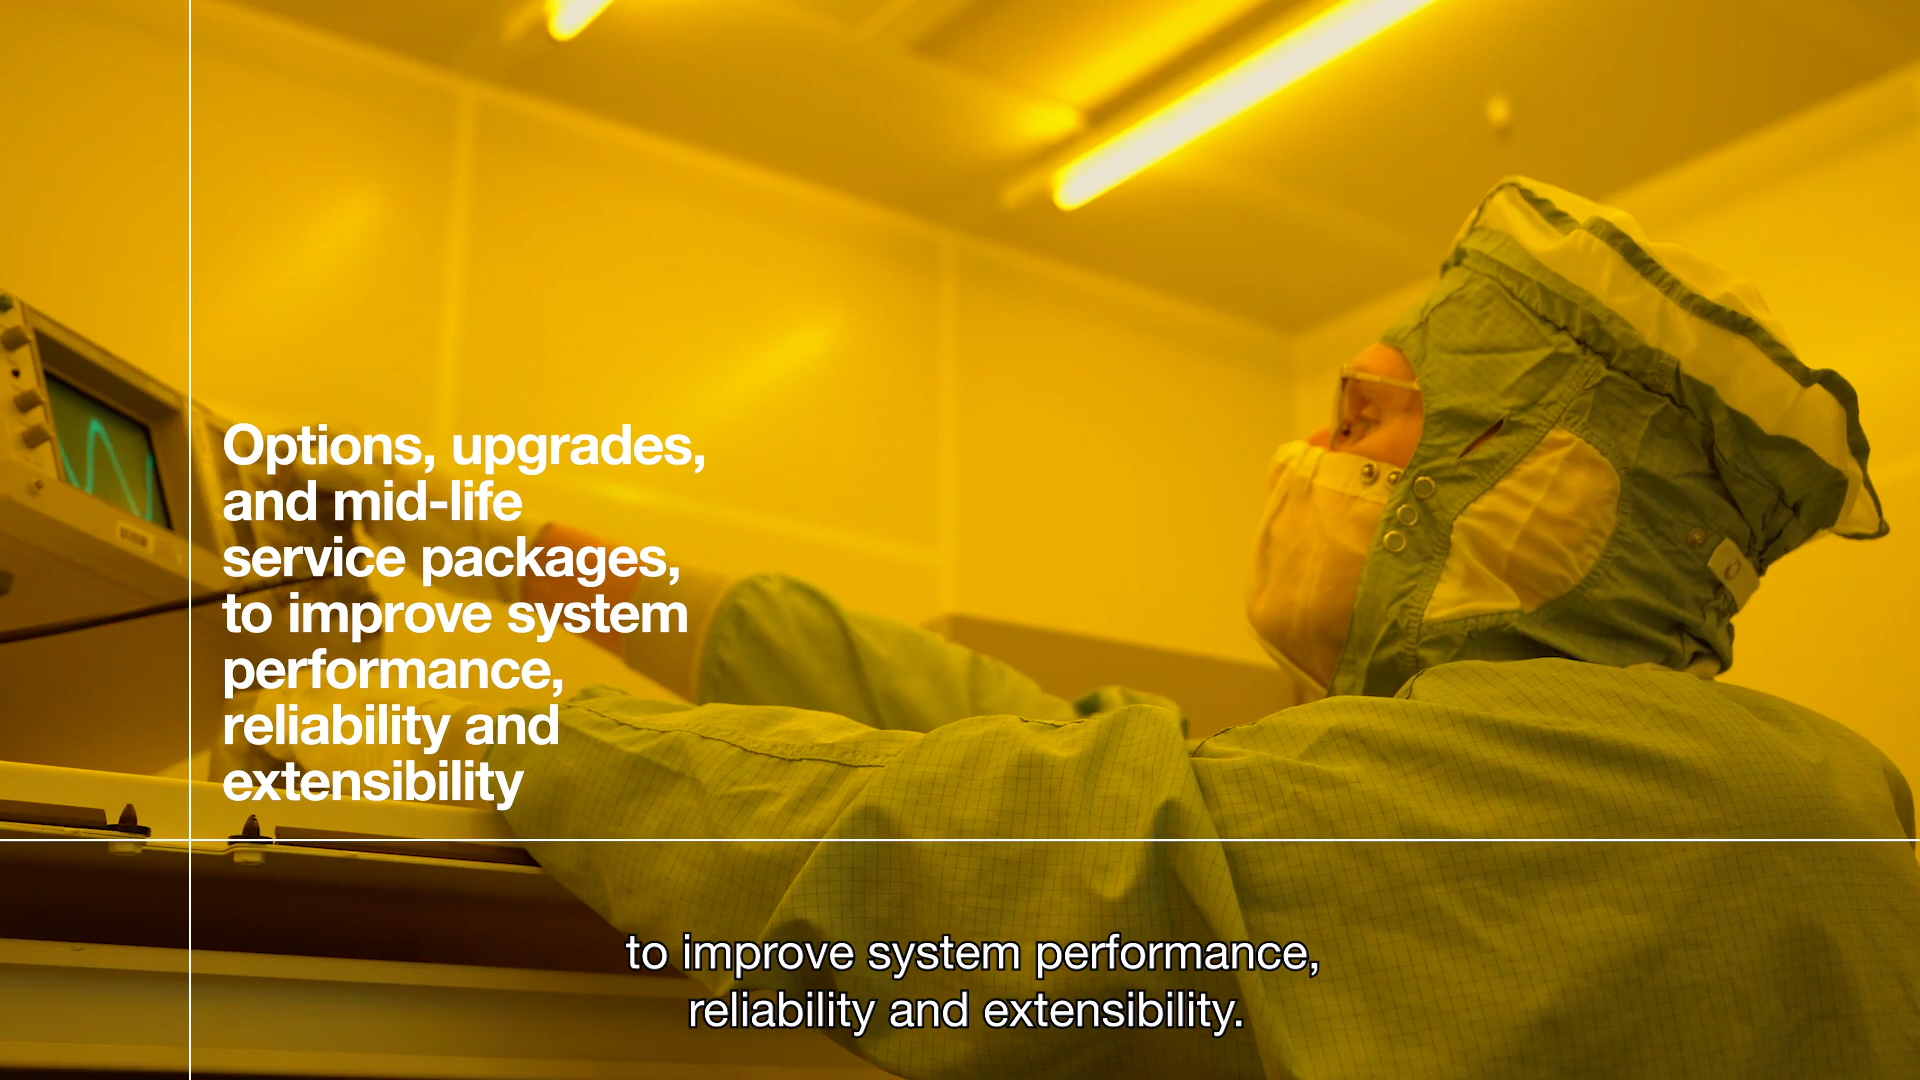 Options, upgrades,
and mid-life
service packages,
to improve system
performance,
reliability and
extensibility
to improve system performance,
reliability and extensibility.